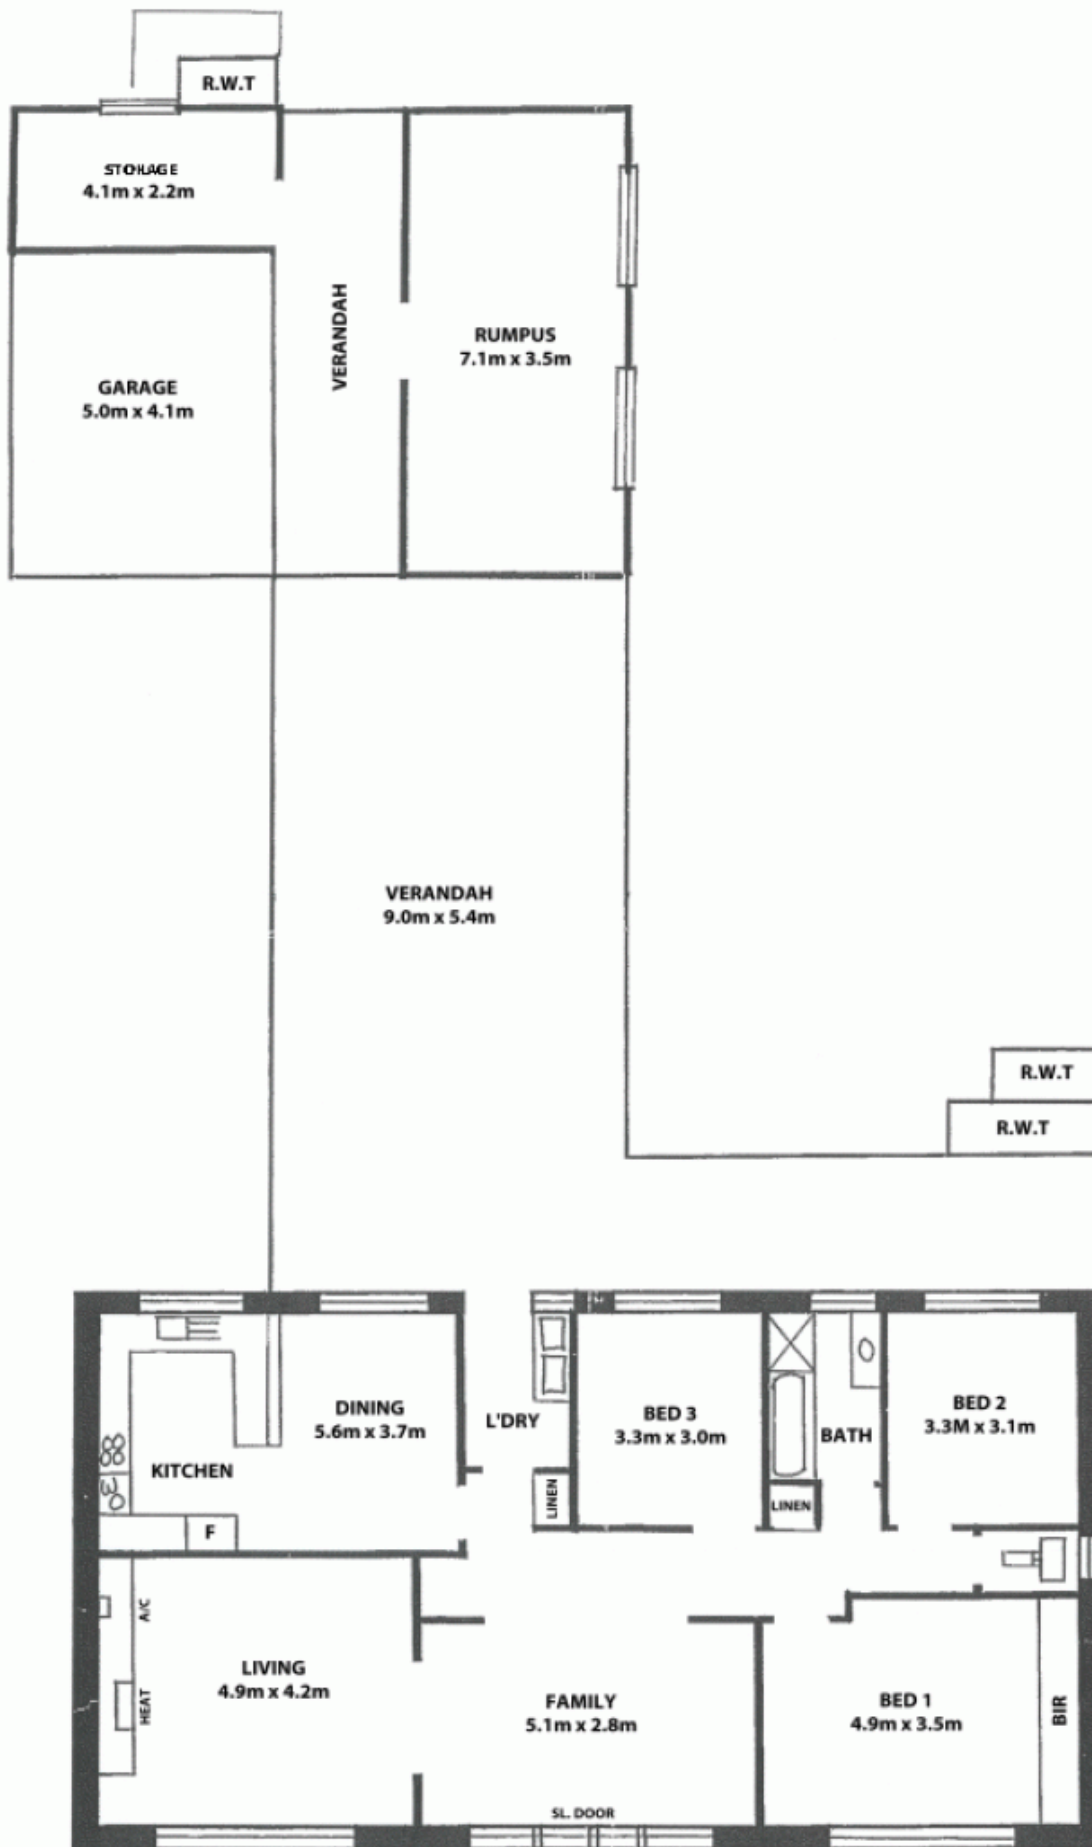 R.W.T
STORAGE
4.1m x 2.2m
VERANDAH
RUMPUS
7.1m x 3.5m
GARAGE
5.0m x 4.1m
VERANDAH
9.0m x 5.4m
R.W.T
R.W.T
DINING
5.6m x 3.7m
KITCHEN
F
L'DRY
LINEN
BED 3
3.3m x 3.0m
BATH
LINEN
BED 2
3.3M x 3.1m
A/C
HEAT
LIVING
4.9m x 4.2m
FAMILY
5.1m x 2.8m
SL. DOOR
BED 1
4.9m x 3.5m
BIR